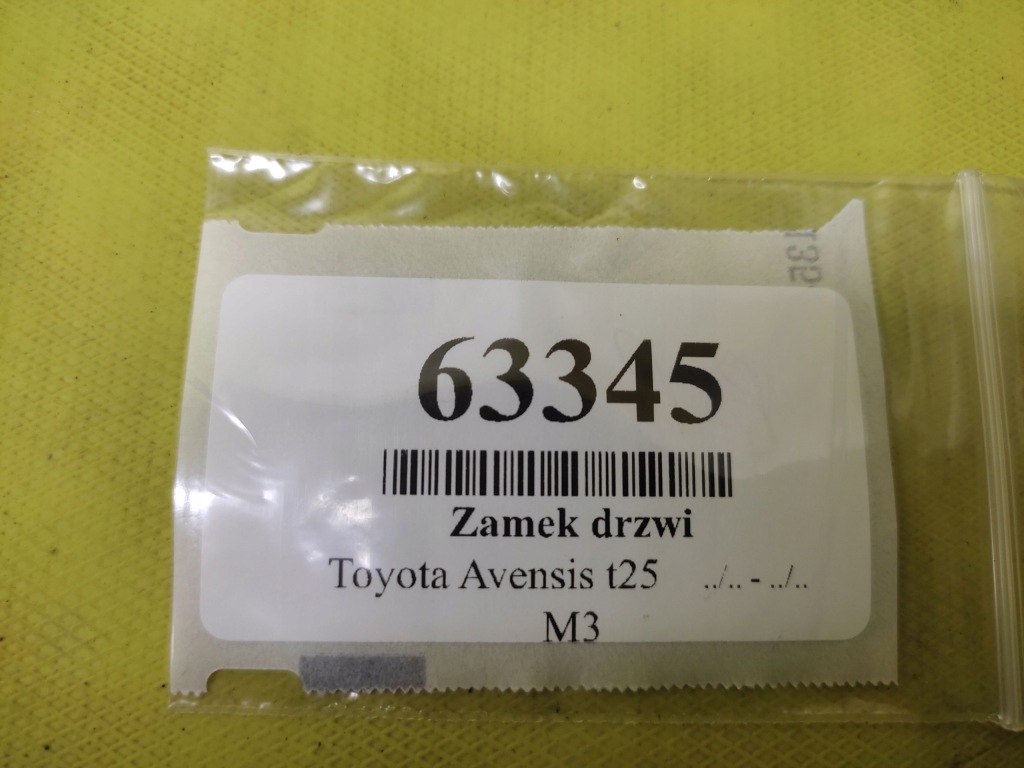 63345
Zamek drzwi
Toyota Avensis t25 ../.. - ../..
M3